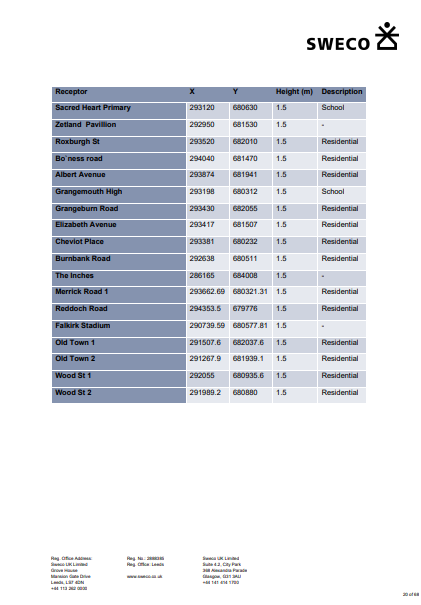 SWECO
Receptor X Y Height (m) Description
Sacred Heart Primary 293120 680630 1.5 School
Zetland Pavillion 292950 681530 1.5 -
Roxburgh St 293520 682010 1.5 Residential
Bo`ness road 294040 681470 1.5 Residential
Albert Avenue 293874 681941 1.5 Residential
Grangemouth High 293198 680312 1.5 School
Grangeburn Road 293430 682055 1.5 Residential
Elizabeth Avenue 293417 681507 1.5 Residential
Cheviot Place 293381 680232 1.5 Residential
Burnbank Road 292638 680511 1.5 Residential
The Inches 286165 684008 1.5 -
Merrick Road 1 293662.69 680321.31 1.5 Residential
Reddoch Road 294353.5 679776 1.5 Residential
Falkirk Stadium 290739.59 680577.81 1.5 -
Old Town 1 291507.6 682037.6 1.5 Residential
Old Town 2 291267.9 681939.1 1.5 Residential
Wood St 1 292055 680935.6 1.5 Residential
Wood St 2 291989.2 680880 1.5 Residential
Reg. Office Address: Reg. No.: 2888385 Sweco UK Limited
Sweco UK Limited Reg. Office: Leeds Suite 4.2, City Park
Grove House 368 Alexandra Parade
Mansion Gate Drive www.sweco.co.uk Glasgow, G31 3AU
Leeds, LS7 4DN +44 141 414 1700
+44 113 262 0000
20 of 68